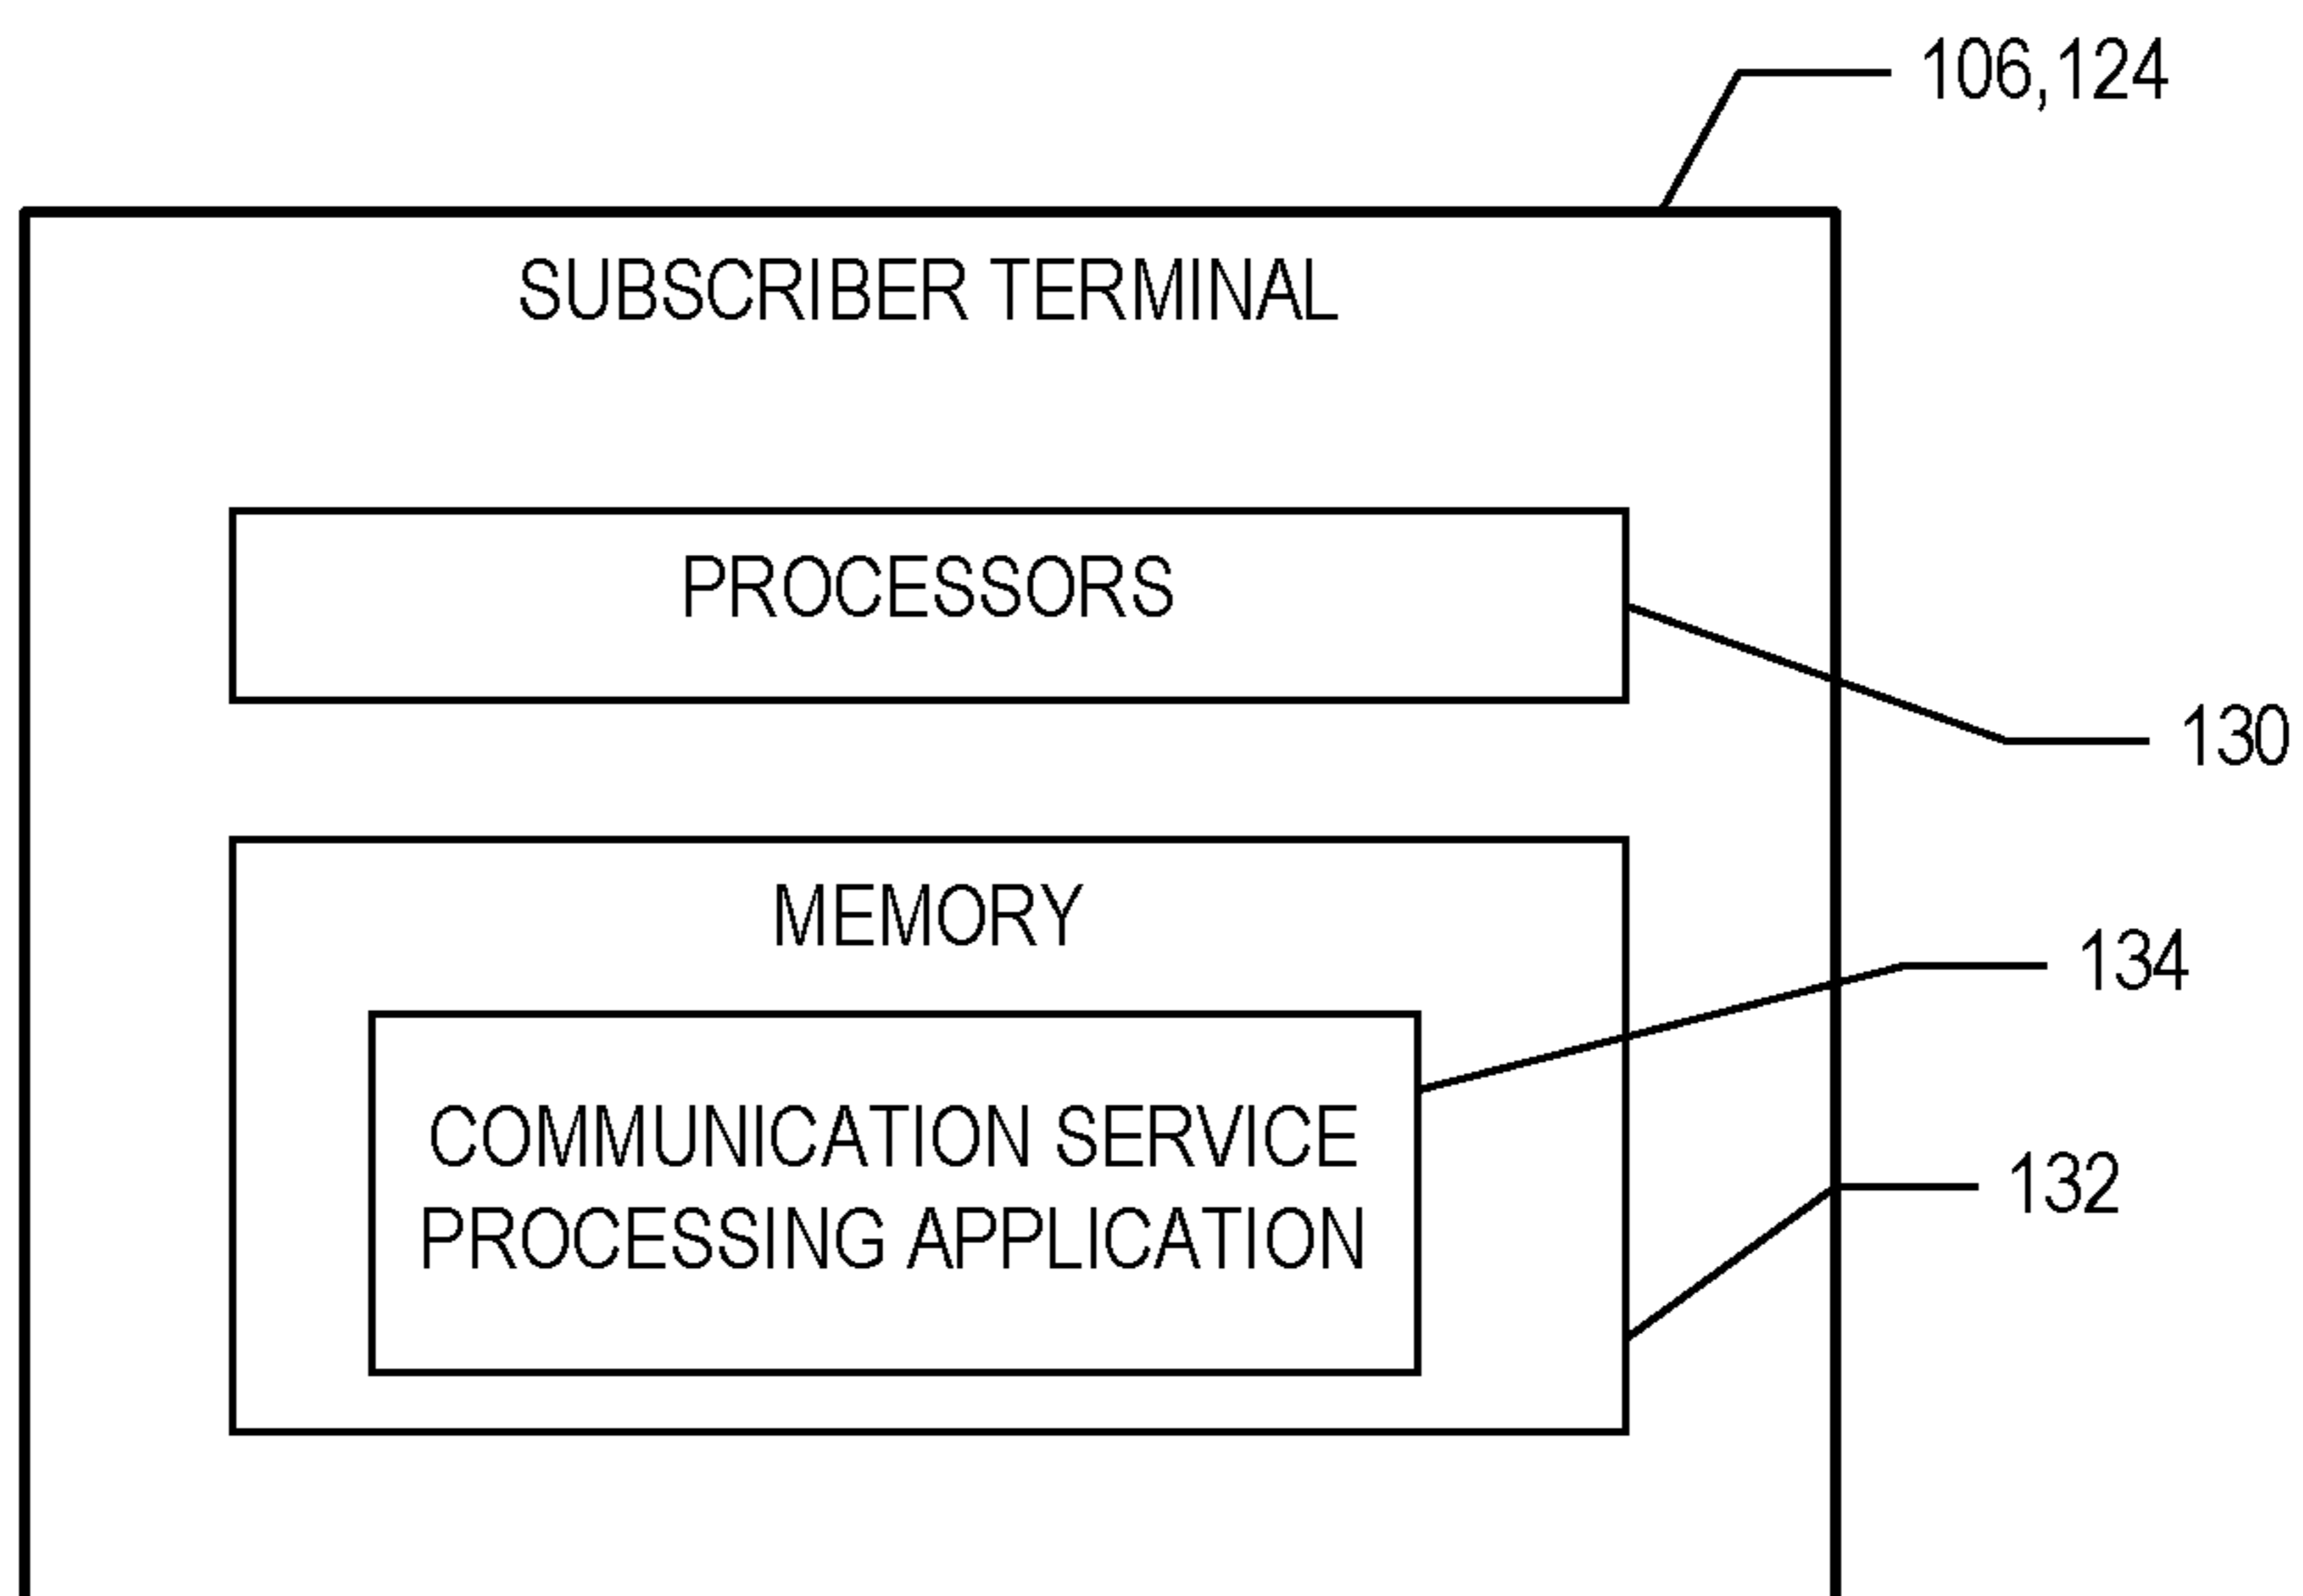 106,124
SUBSCRIBER TERMINAL
PROCESSORS
130
MEMORY
134
COMMUNICATION SERVICE
PROCESSING APPLICATION
132